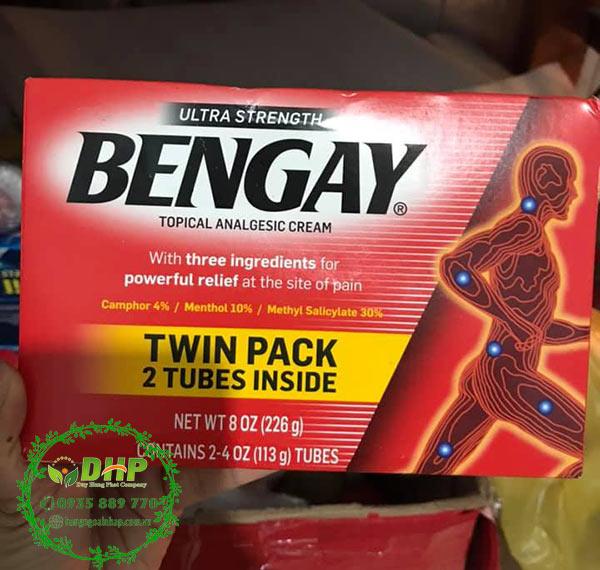 ULTRA STRENGTH
BENGAY®
TOPICAL ANALGESIC CREAM
With three ingredients for
powerful relief at the site of pain
Camphor 4% / Menthol 10% / Methyl Salicylate 30%
TWIN PACK
2 TUBES INSIDE
NET WT 8 OZ (226 g)
CONTAINS 2-4 OZ (113 g) TUBES
DHP
Duy Hung Phat Company
0935 889 770